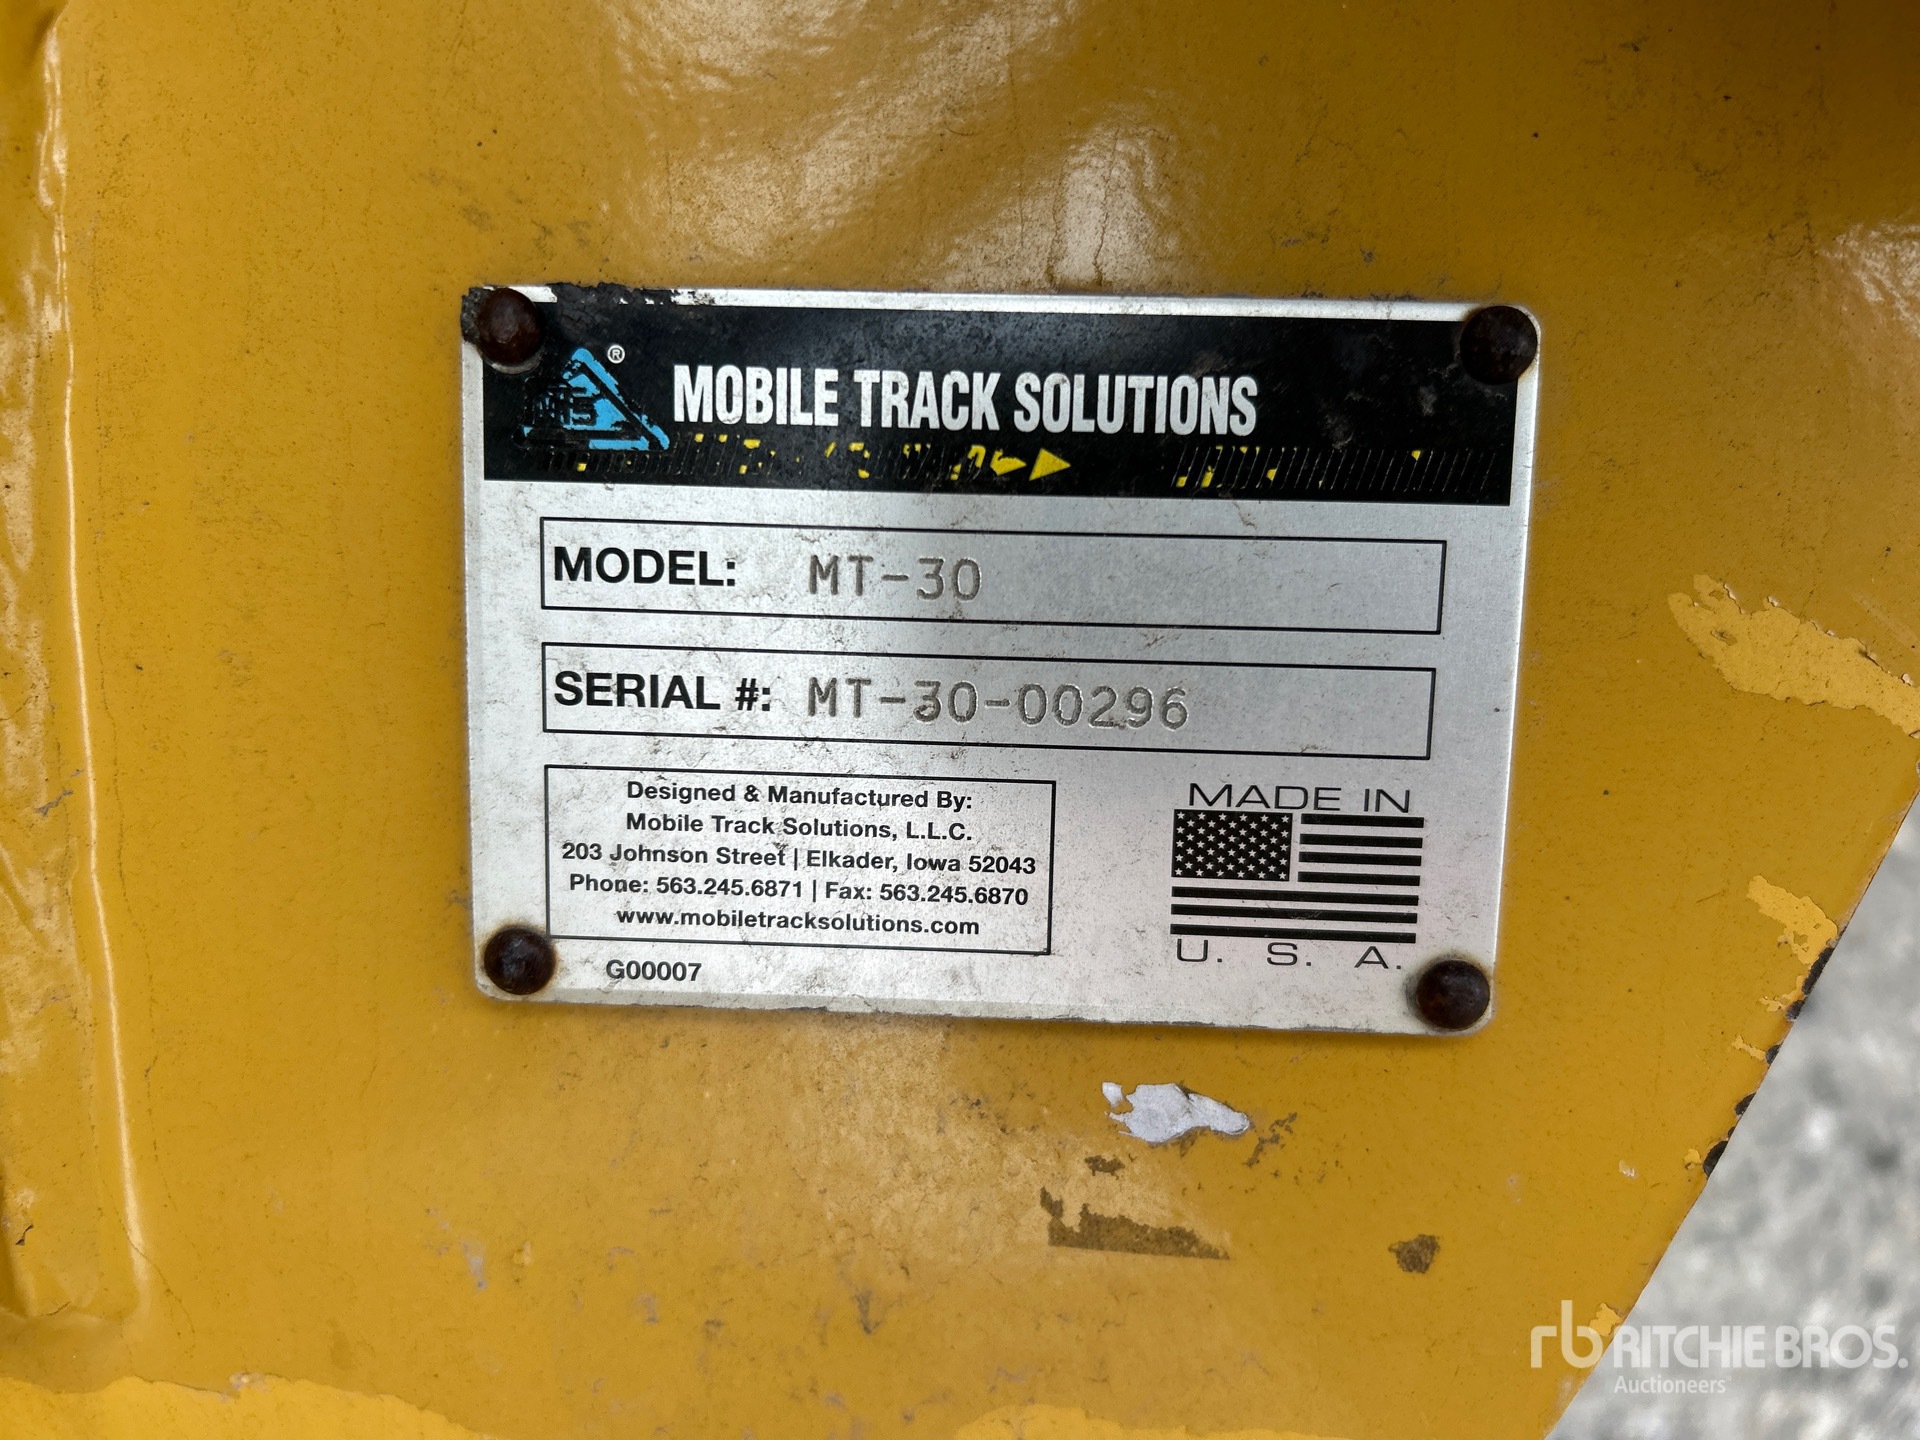 ®
MOBILE TRACK SOLUTIONS
MODEL: MT-30
SERIAL #: MT-30-00296
Designed & Manufactured By:
Mobile Track Solutions, L.L.C.
203 Johnson Street | Elkader, Iowa 52043
Phone: 563.245.6871 | Fax: 563.245.6870
www.mobiletracksolutions.com
G00007
MADE IN
U. S. A.
rb RITCHIE BROS.
Auctioneers